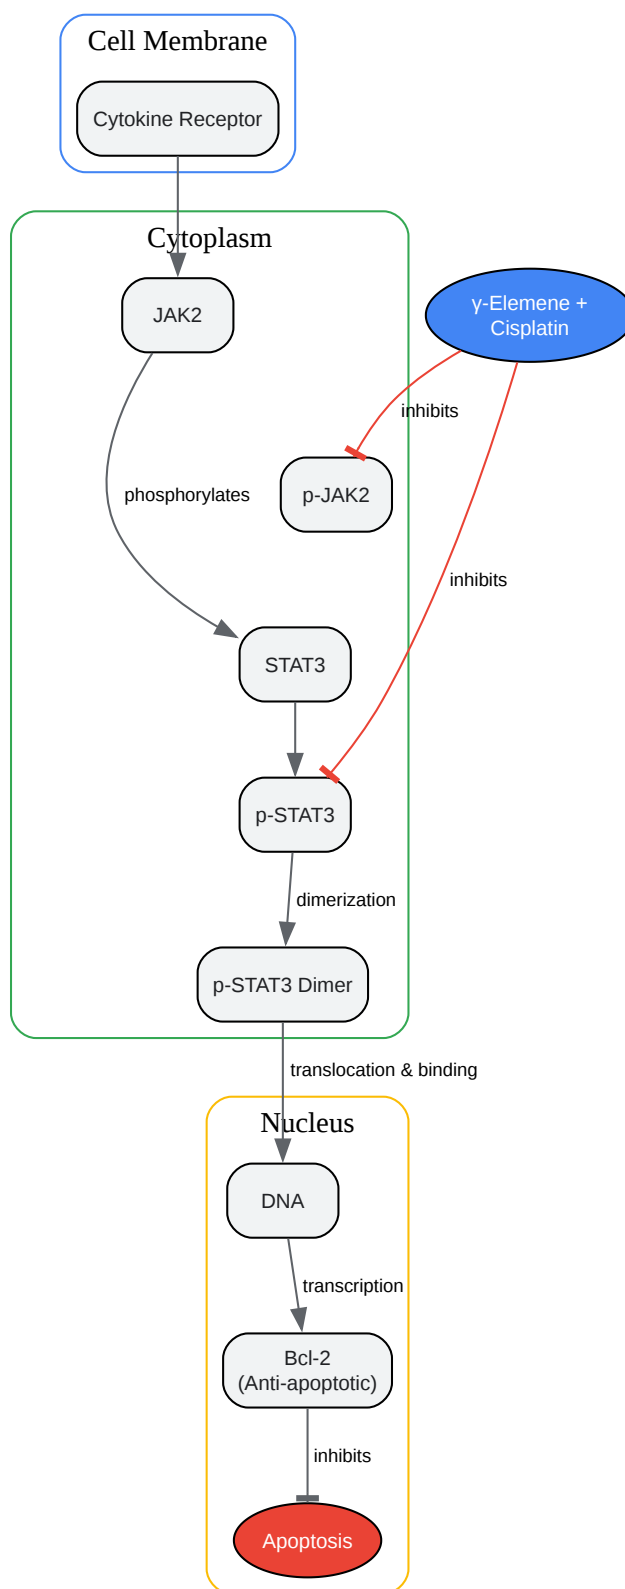 Cell Membrane
Cytokine Receptor
Cytoplasm
JAK2
γ-Elemene +
Cisplatin
inhibits
p-JAK2
phosphorylates
inhibits
STAT3
p-STAT3
dimerization
p-STAT3 Dimer
translocation & binding
Nucleus
DNA
transcription
Bcl-2
(Anti-apoptotic)
inhibits
Apoptosis